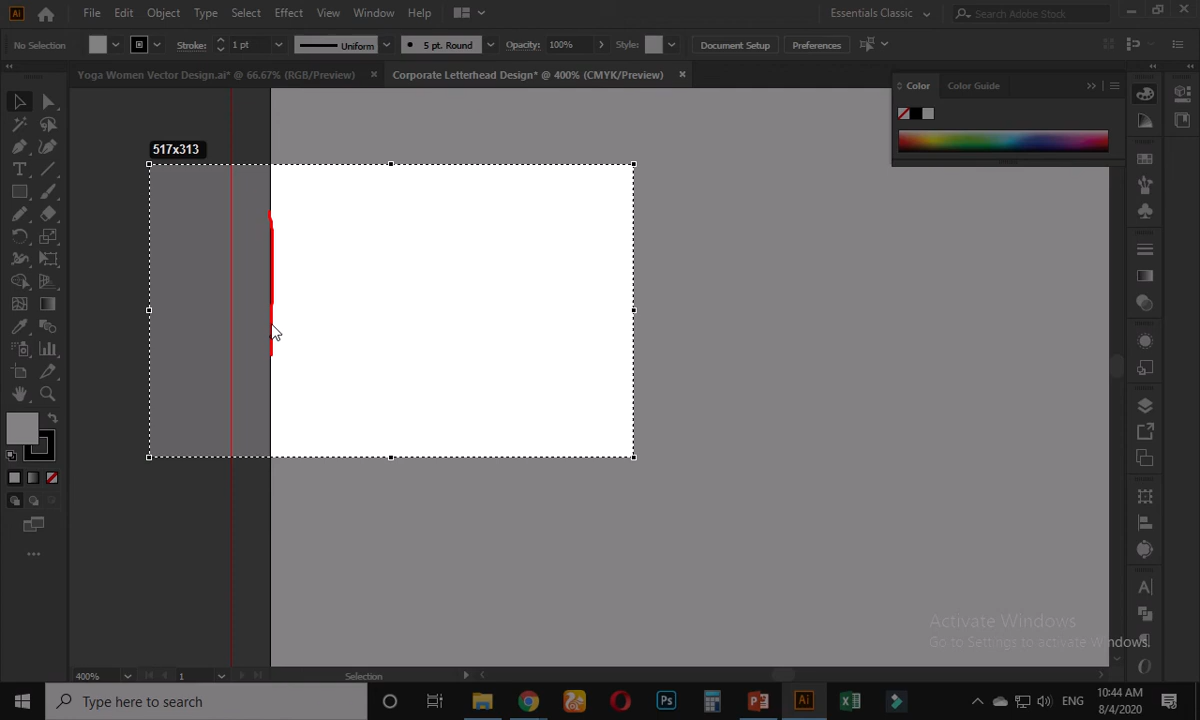 File Edit Object Type Select Effect View Window Help
Essentials Classic
Search Adobe Stock
No Selection
Stroke:
1 pt
Uniform
5 pt. Round
Opacity: 100%
Style:
Document Setup
Preferences
Yoga Women Vector Design.ai* @ 66.67% (RGB/Preview)
Corporate Letterhead Design* @ 400% (CMYK/Preview)
Color
Color Guide
517x313
Activate Windows
Go to Settings to activate Windows.
400%
1
Selection
Type here to search
ENG
10:44 AM
8/4/2020